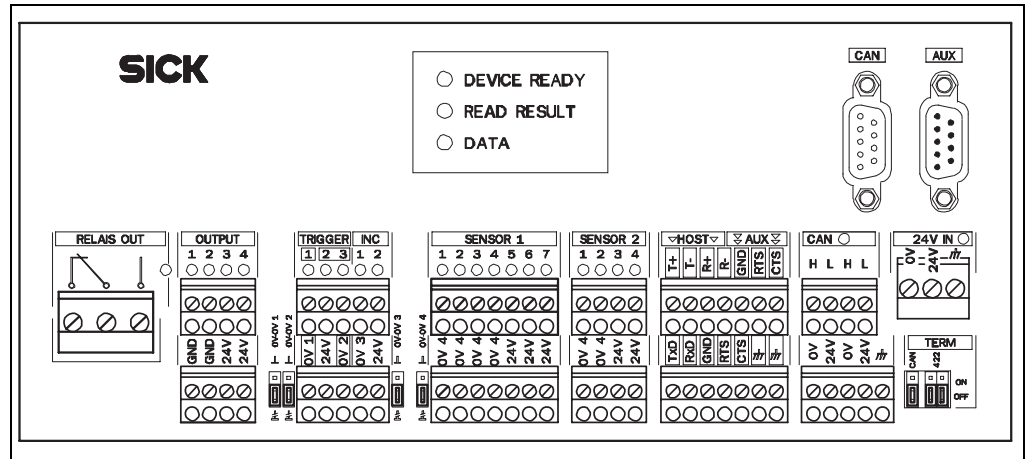 SICK
DEVICE READY
READ RESULT
DATA
CAN
AUX
RELAIS OUT
OUTPUT
1 2 3 4
TRIGGER INC
1 2 3 1 2
SENSOR 1
1 2 3 4 5 6 7
SENSOR 2
1 2 3 4
HOST AUX
T+ T- R+ R- GND RTS CTS
CAN
H L H L
24V IN
0V 24V
GND GND 24V 24V
0V-0V 1
0V-0V 2
0V 1 24V 0V 2 0V 3 24V
0V-0V 3
0V-0V 4
0V 4 0V 4 0V 4 0V 4 24V 24V 24V
0V 4 0V 4 24V 24V
TxD RxD GND RTS CTS
0V 24V 0V 24V
TERM
CAN 422
ON
OFF